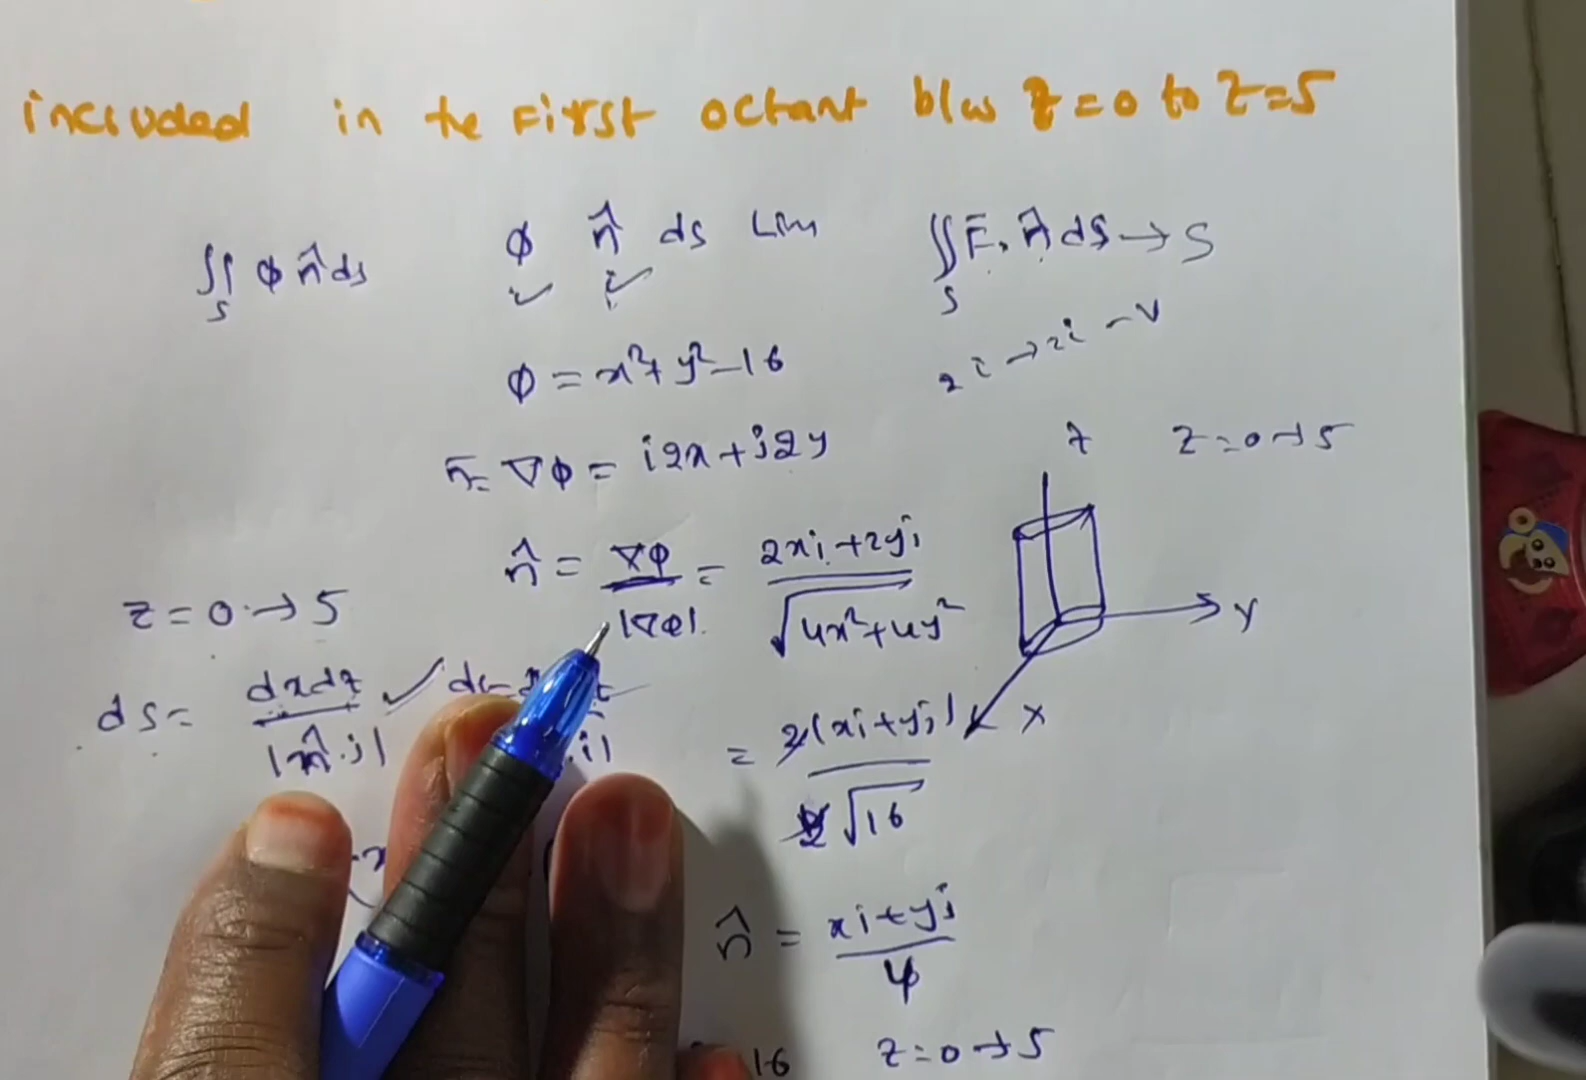 included in the First octant b/w z=0 to z=5
∬ φ n̂ ds
S
φ n̂ ds
∬ F̄. n̂ ds → S
S
φ = x²+y²-16
n̄= ∇φ = i2x+j2y
z z=0→5
n̂ = ∇φ/|∇φ| = 2xi+2yj/√4x²+4y²
z=0→5
y
ds= dxdz/|n̂.j|
x
= 2(xi+yj)/2√16
n̂ = xi+yj/4
16 z=0→5